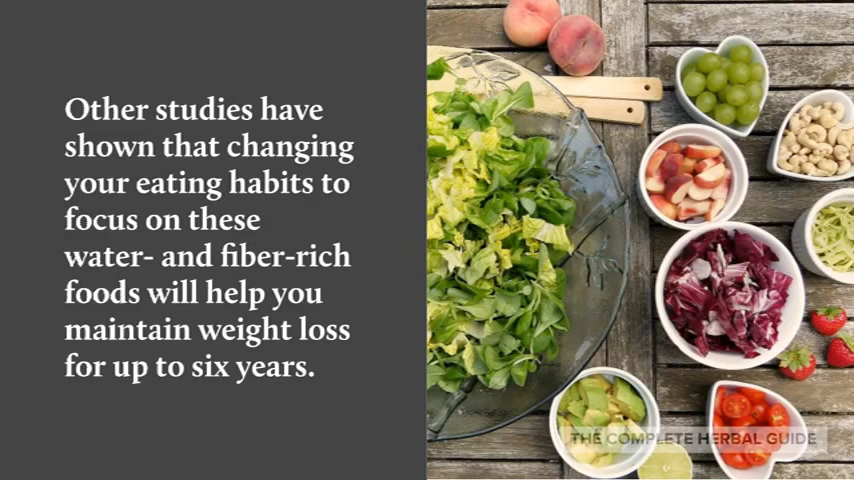 Other studies have
shown that changing
your eating habits to
focus on these
water- and fiber-rich
foods will help you
maintain weight loss
for up to six years.
THE COMPLETE HERBAL GUIDE